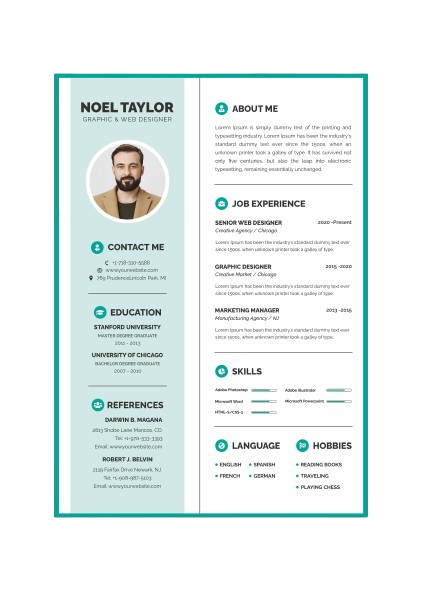 NOEL TAYLOR
GRAPHIC & WEB DESIGNER
CONTACT ME
+1-718-310-5588
www.yourwebsite.com
769 Prudence Lincoln Park, MI
EDUCATION
STANFORD UNIVERSITY
MASTER DEGREE GRADUATE
2011 - 2013
UNIVERSITY OF CHICAGO
BACHELOR DEGREE GRADUATE
2007 - 2010
REFERENCES
DARWIN B. MAGANA
2813 Shobe Lane Mancos, CO.
Tel: +1-970-533-3393
Email: www.yourwebsite.com
ROBERT J. BELVIN
2119 Fairfax Drive Newark, NJ.
Tel: +1-908-987-5103
Email: www.yourwebsite.com
ABOUT ME
Lorem Ipsum is simply dummy text of the printing and
typesetting industry. Lorem Ipsum has been the industry's
standard dummy text ever since the 1500s, when an
unknown printer took a galley of type. It has survived not
only five centuries, but also the leap into electronic
typesetting, remaining essentially unchanged.
JOB EXPERIENCE
SENIOR WEB DESIGNER 2020 -Present
Creative Agency / Chicago
Lorem Ipsum has been the industry's standard dummy text ever
since the 1500s, when an unknown printer took a galley of type.
GRAPHIC DESIGNER 2015 -2020
Creative Market / Chicago
Lorem Ipsum has been the industry's standard dummy text ever
since the 1500s, when an unknown printer took a galley of type.
MARKETING MANAGER 2013 -2015
Manufacturing Agency / NJ
Lorem Ipsum has been the industry's standard dummy text ever
since the 1500s, when an unknown printer took a galley of type.
SKILLS
Adobe Photoshop Adobe Illustrator
Microsoft Word Microsoft Powerpoint
HTML-5/CSS-3
LANGUAGE
ENGLISH SPANISH
FRENCH GERMAN
HOBBIES
READING BOOKS
TRAVELING
PLAYING CHESS